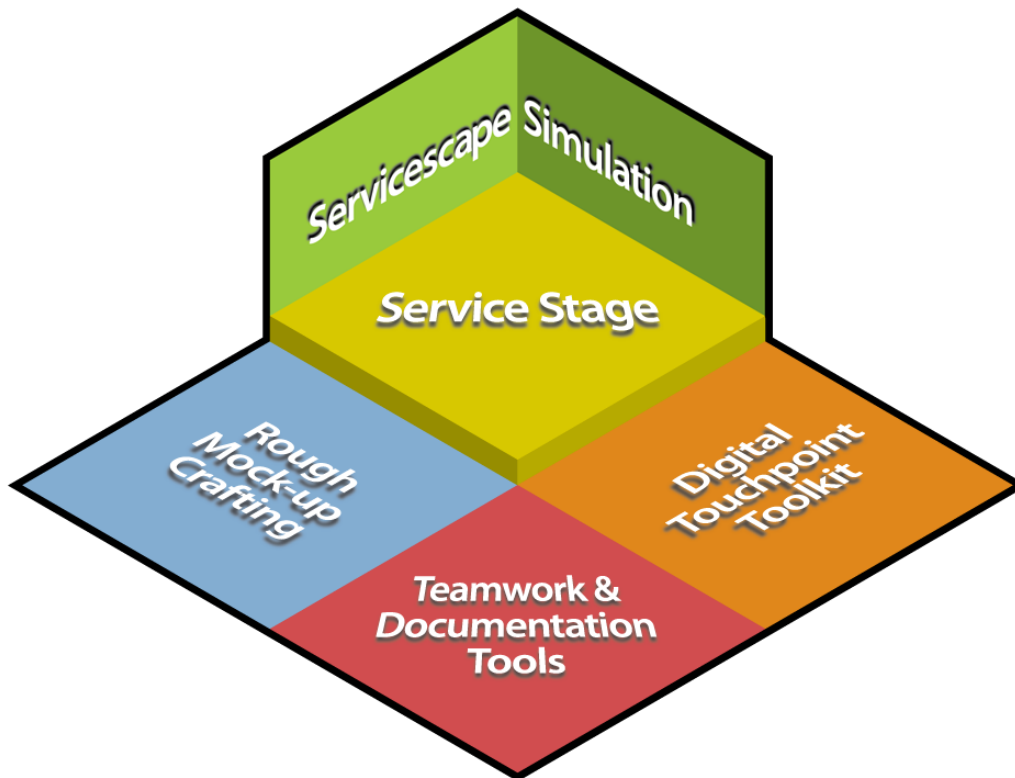 Servicescape
Simulation
Service Stage
Rough
Mock-up
Crafting
Digital
Touchpoint
Toolkit
Teamwork &
Documentation
Tools